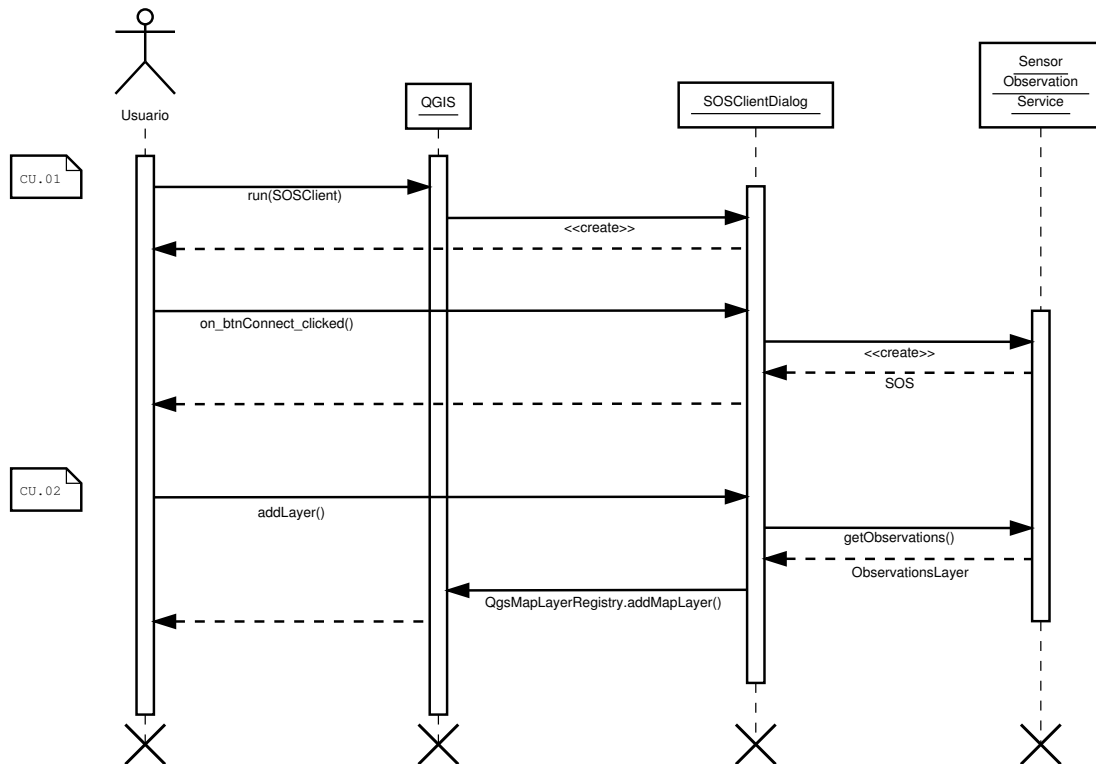 Sensor
Observation
Service
QGIS
SOSClientDialog
Usuario
CU.01
run(SOSClient)
<<create>>
on_btnConnect_clicked()
<<create>>
SOS
CU.02
addLayer()
getObservations()
ObservationsLayer
QgsMapLayerRegistry.addMapLayer()